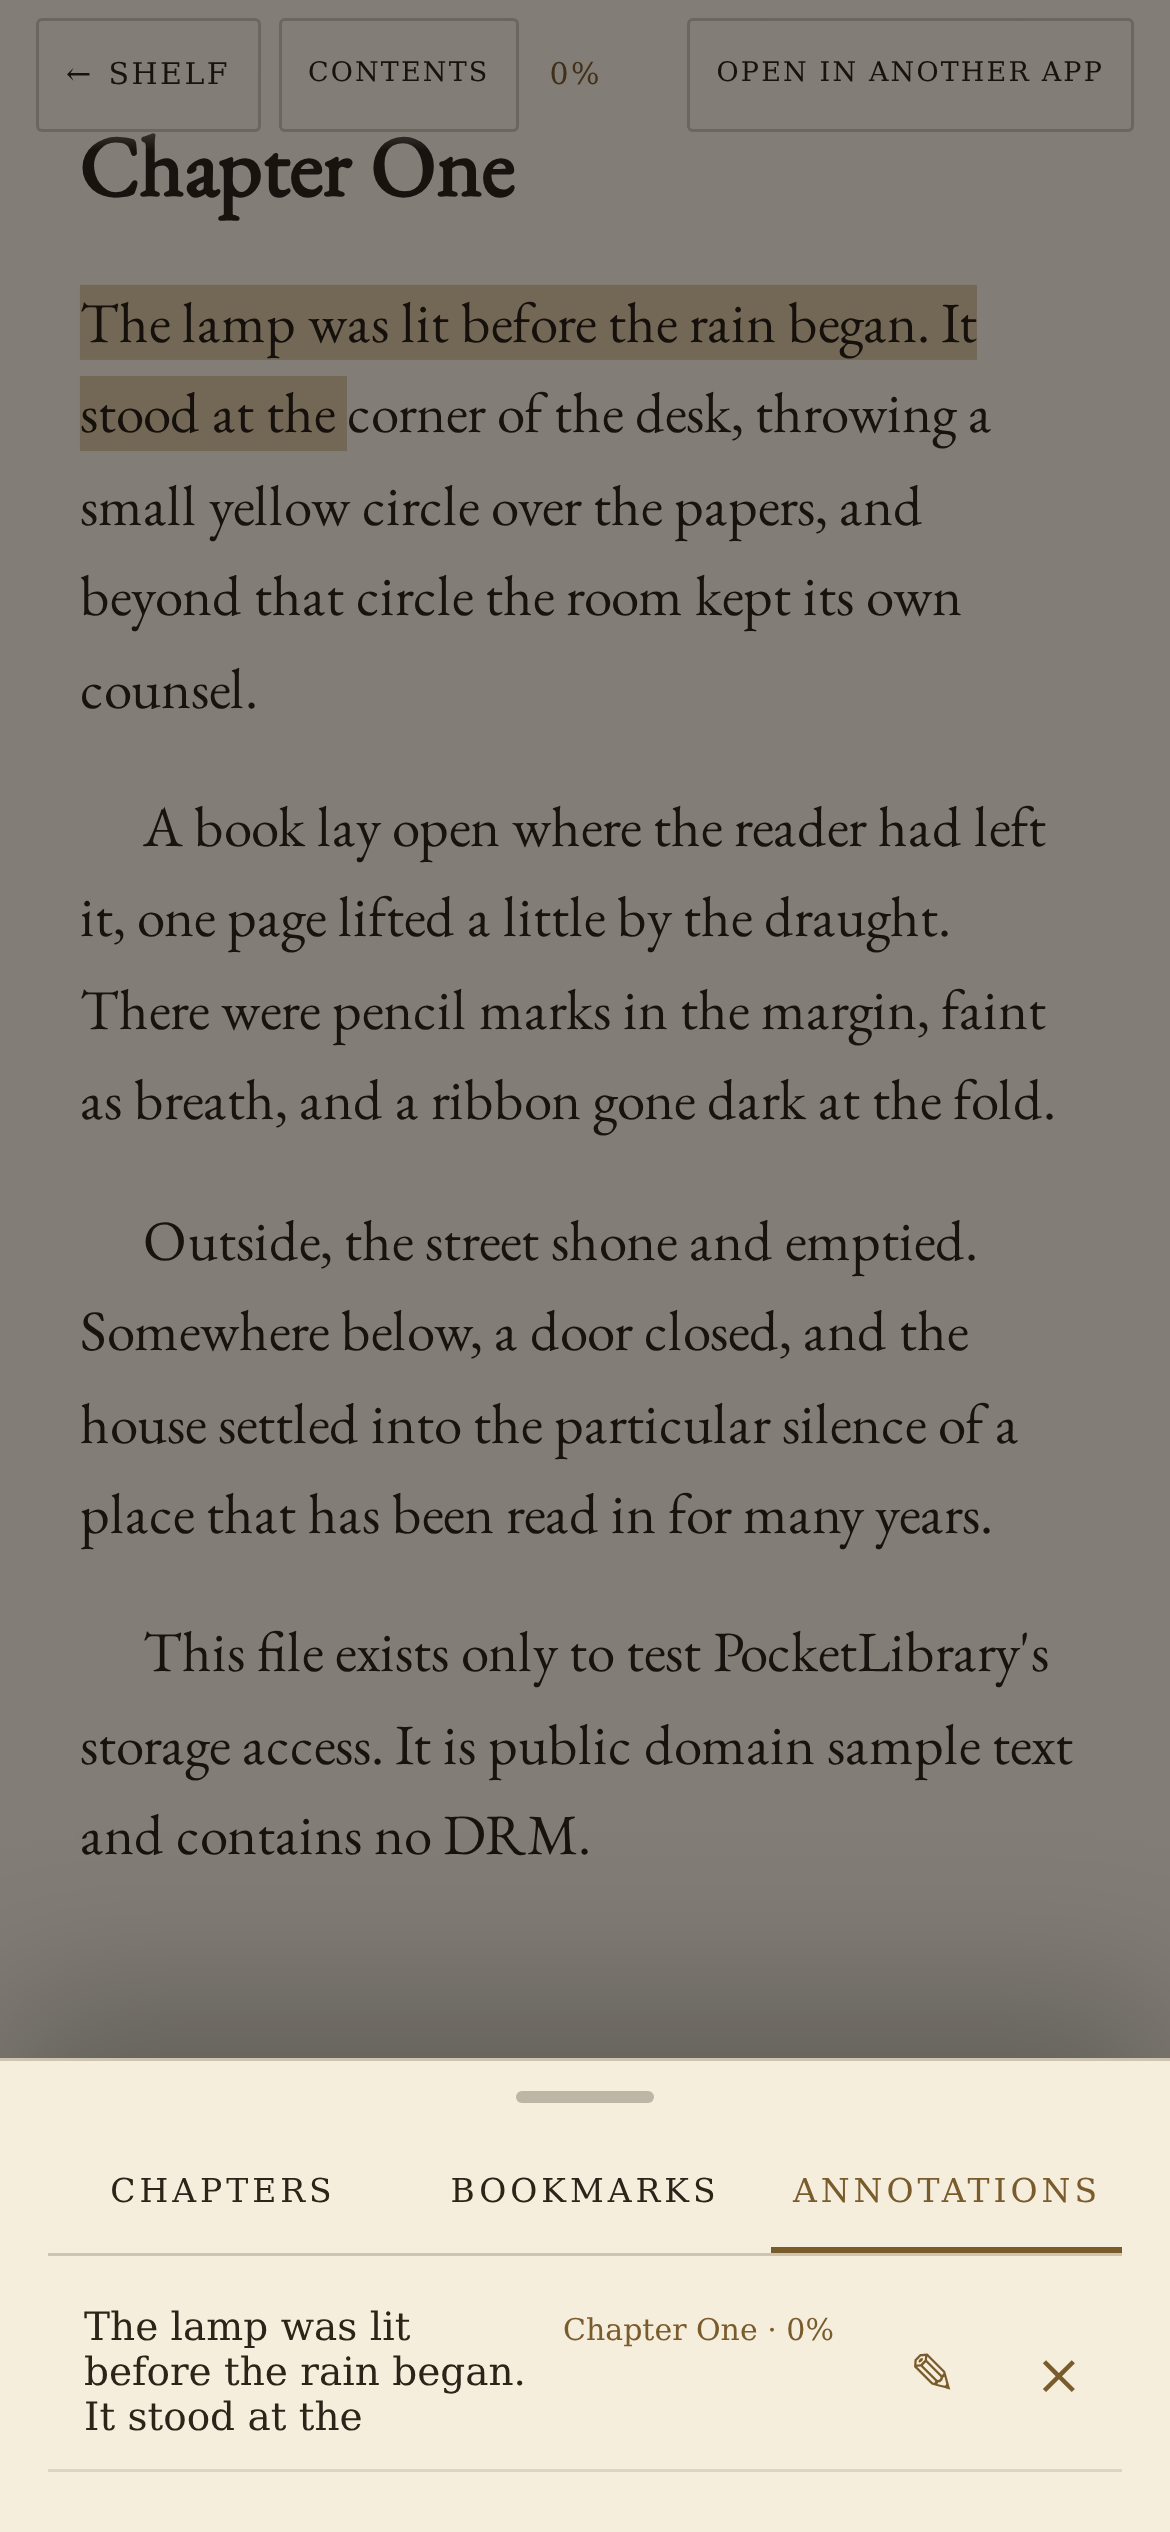 ← SHELF CONTENTS 0% OPEN IN ANOTHER APP
Chapter One
The lamp was lit before the rain began. It
stood at the corner of the desk, throwing a
small yellow circle over the papers, and
beyond that circle the room kept its own
counsel.
A book lay open where the reader had left
it, one page lifted a little by the draught.
There were pencil marks in the margin, faint
as breath, and a ribbon gone dark at the fold.
Outside, the street shone and emptied.
Somewhere below, a door closed, and the
house settled into the particular silence of a
place that has been read in for many years.
This file exists only to test PocketLibrary's
storage access. It is public domain sample text
and contains no DRM.
CHAPTERS BOOKMARKS ANNOTATIONS
The lamp was lit
before the rain began.
It stood at the
Chapter One · 0%